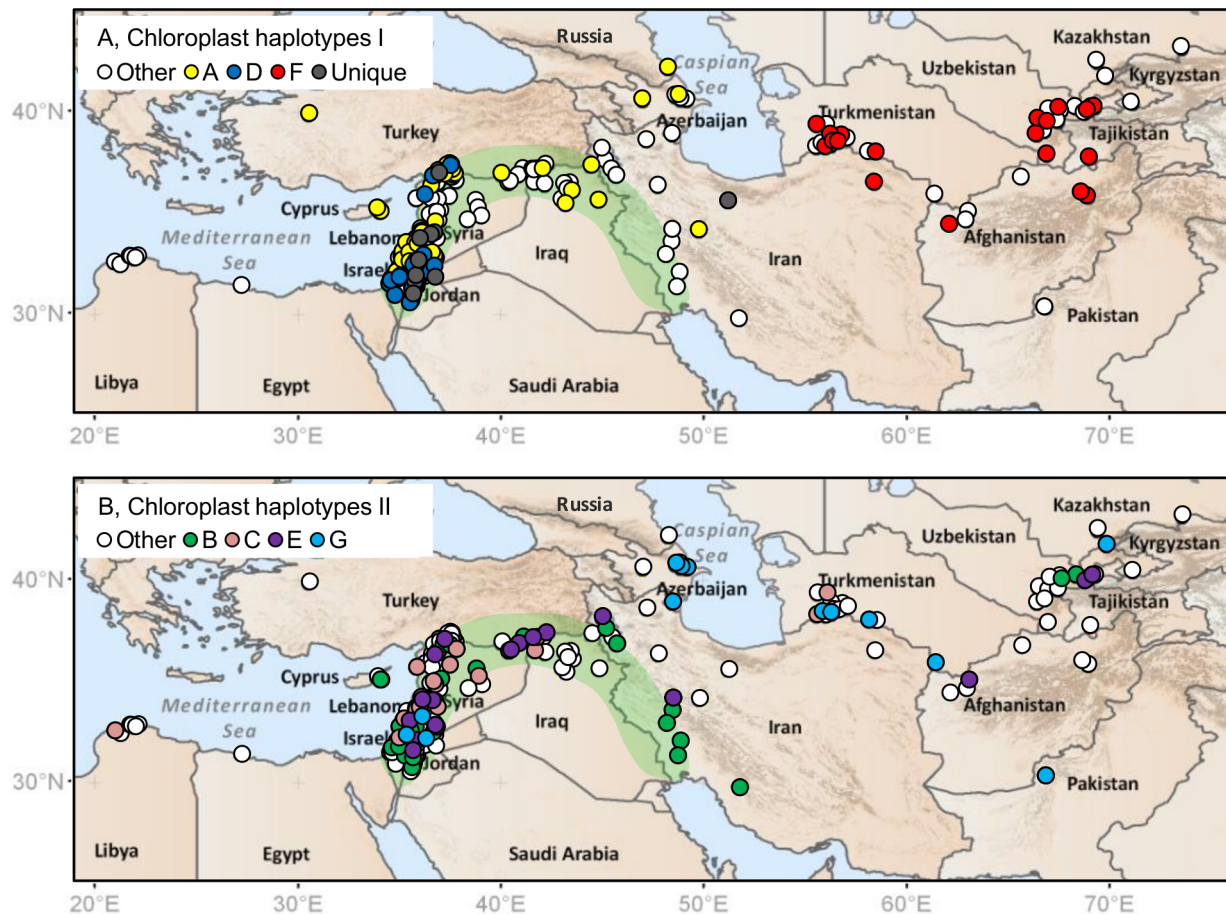 A, Chloroplast haplotypes I
Other A D F Unique
Russia
Kazakhstan
Caspian
Sea
Uzbekistan
Kyrgyzstan
40°N
Turkey
Azerbaijan
Turkmenistan
Tajikistan
Cyprus
Mediterranean
Sea
Lebanon
Syria
Israel
Iraq
Iran
Afghanistan
Jordan
30°N
Pakistan
Libya
Egypt
Saudi Arabia
20°E 30°E 40°E 50°E 60°E 70°E
B, Chloroplast haplotypes II
Other B C E G
Russia
Kazakhstan
Caspian
Sea
Uzbekistan
Kyrgyzstan
40°N
Turkey
Azerbaijan
Turkmenistan
Tajikistan
Cyprus
Mediterranean
Sea
Lebanon
Syria
Israel
Iraq
Iran
Afghanistan
Jordan
30°N
Pakistan
Libya
Egypt
Saudi Arabia
20°E 30°E 40°E 50°E 60°E 70°E